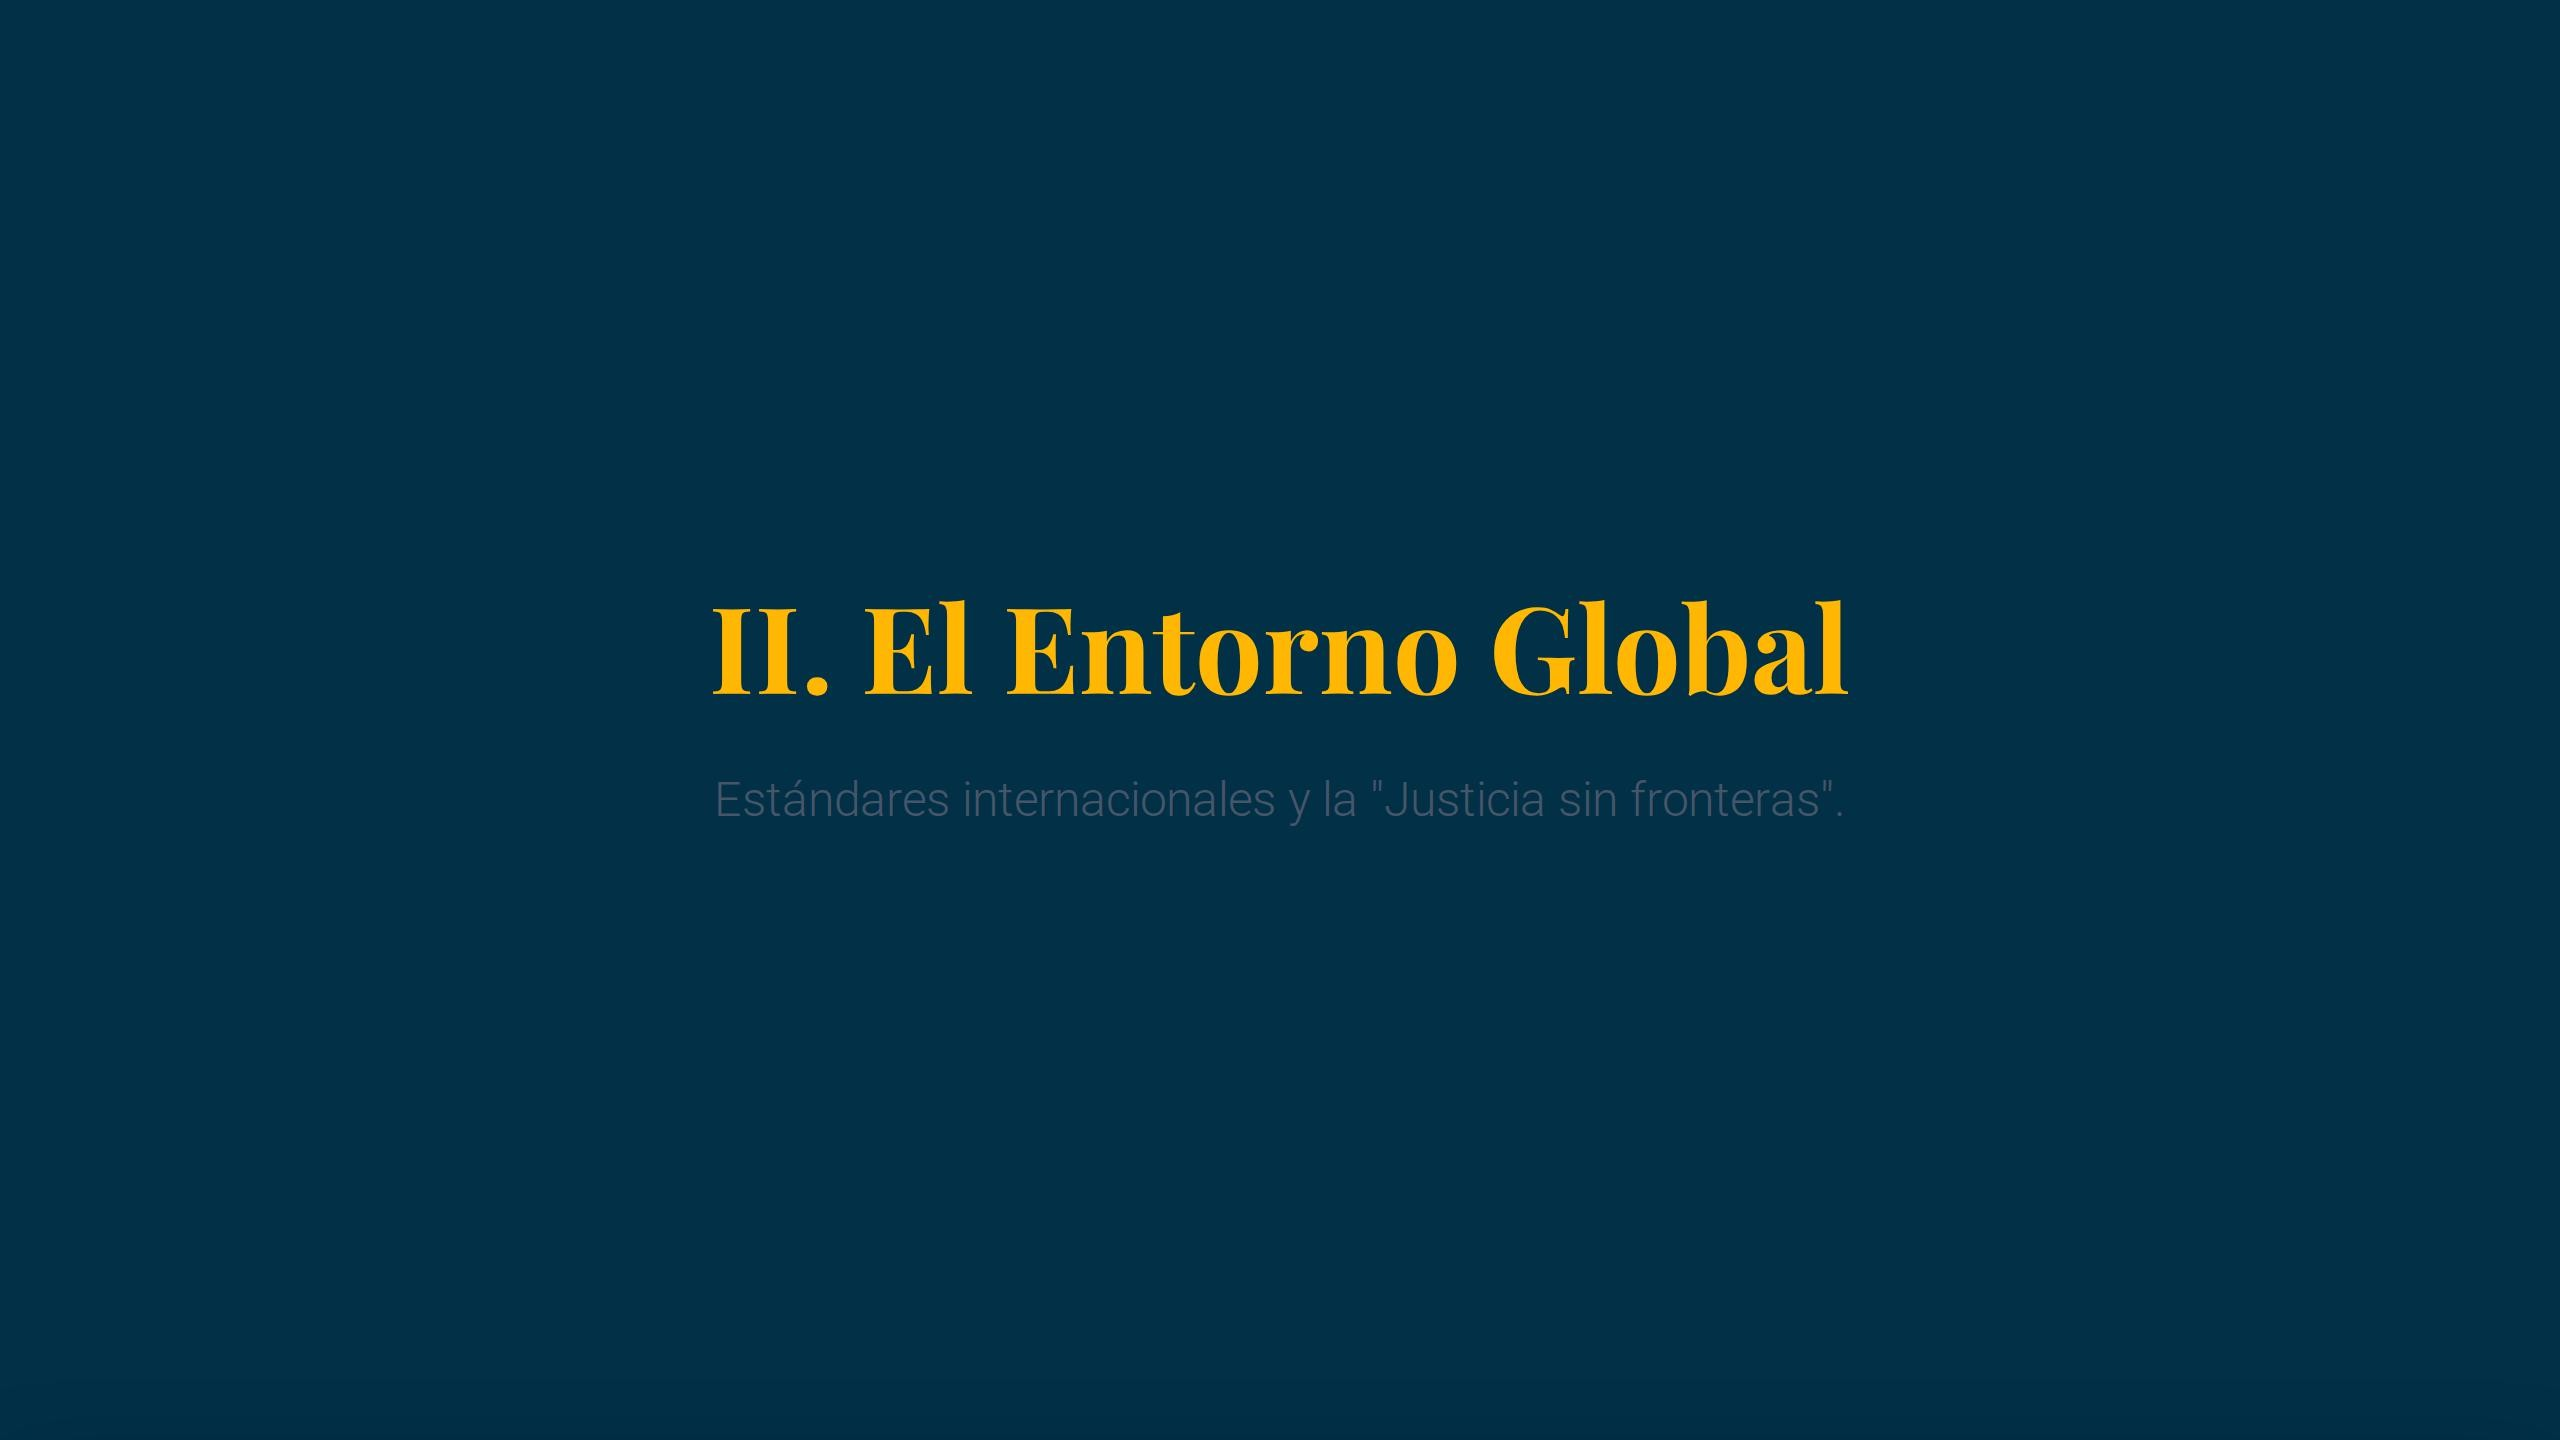 II. El Entorno Global
Estándares internacionales y la "Justicia sin fronteras".